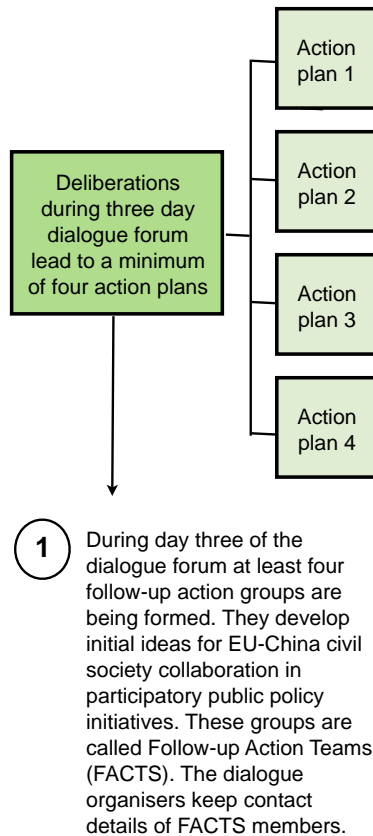 Action
plan 1
Deliberations
during three day
dialogue forum
lead to a minimum
of four action plans
Action
plan 2
Action
plan 3
Action
plan 4
1
During day three of the
dialogue forum at least four
follow-up action groups are
being formed. They develop
initial ideas for EU-China civil
society collaboration in
participatory public policy
initiatives. These groups are
called Follow-up Action Teams
(FACTS). The dialogue
organisers keep contact
details of FACTS members.